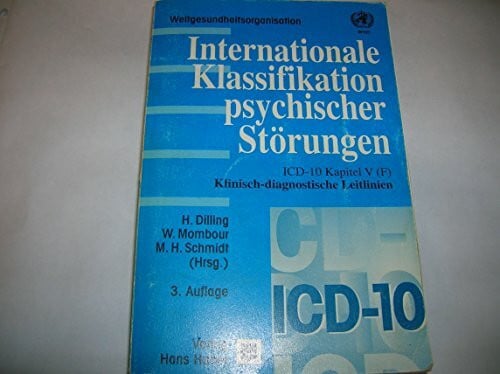 Weltgesundheitsorganisation
Internationale
Klassifikation
psychischer
Störungen
ICD-10 Kapitel V (F)
Klinisch-diagnostische Leitlinien
H. Dilling
W. Mombour
M. H. Schmidt
(Hrsg.)
3. Auflage
ICD-10
Hans